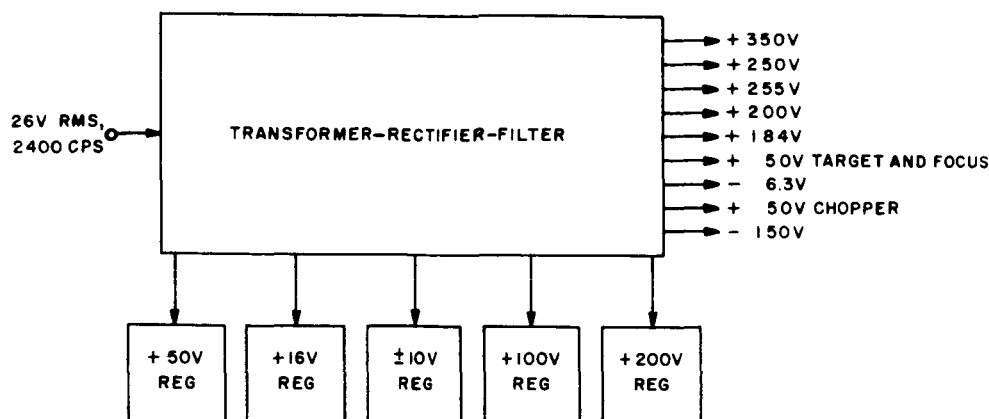 26V RMS,
2400 CPS
TRANSFORMER-RECTIFIER-FILTER
+ 350V
+ 250V
+ 255V
+ 200V
+ 184V
+ 50V TARGET AND FOCUS
- 6.3V
+ 50V CHOPPER
- 150V
+ 50V
REG
+16V
REG
±10V
REG
+100V
REG
+200V
REG